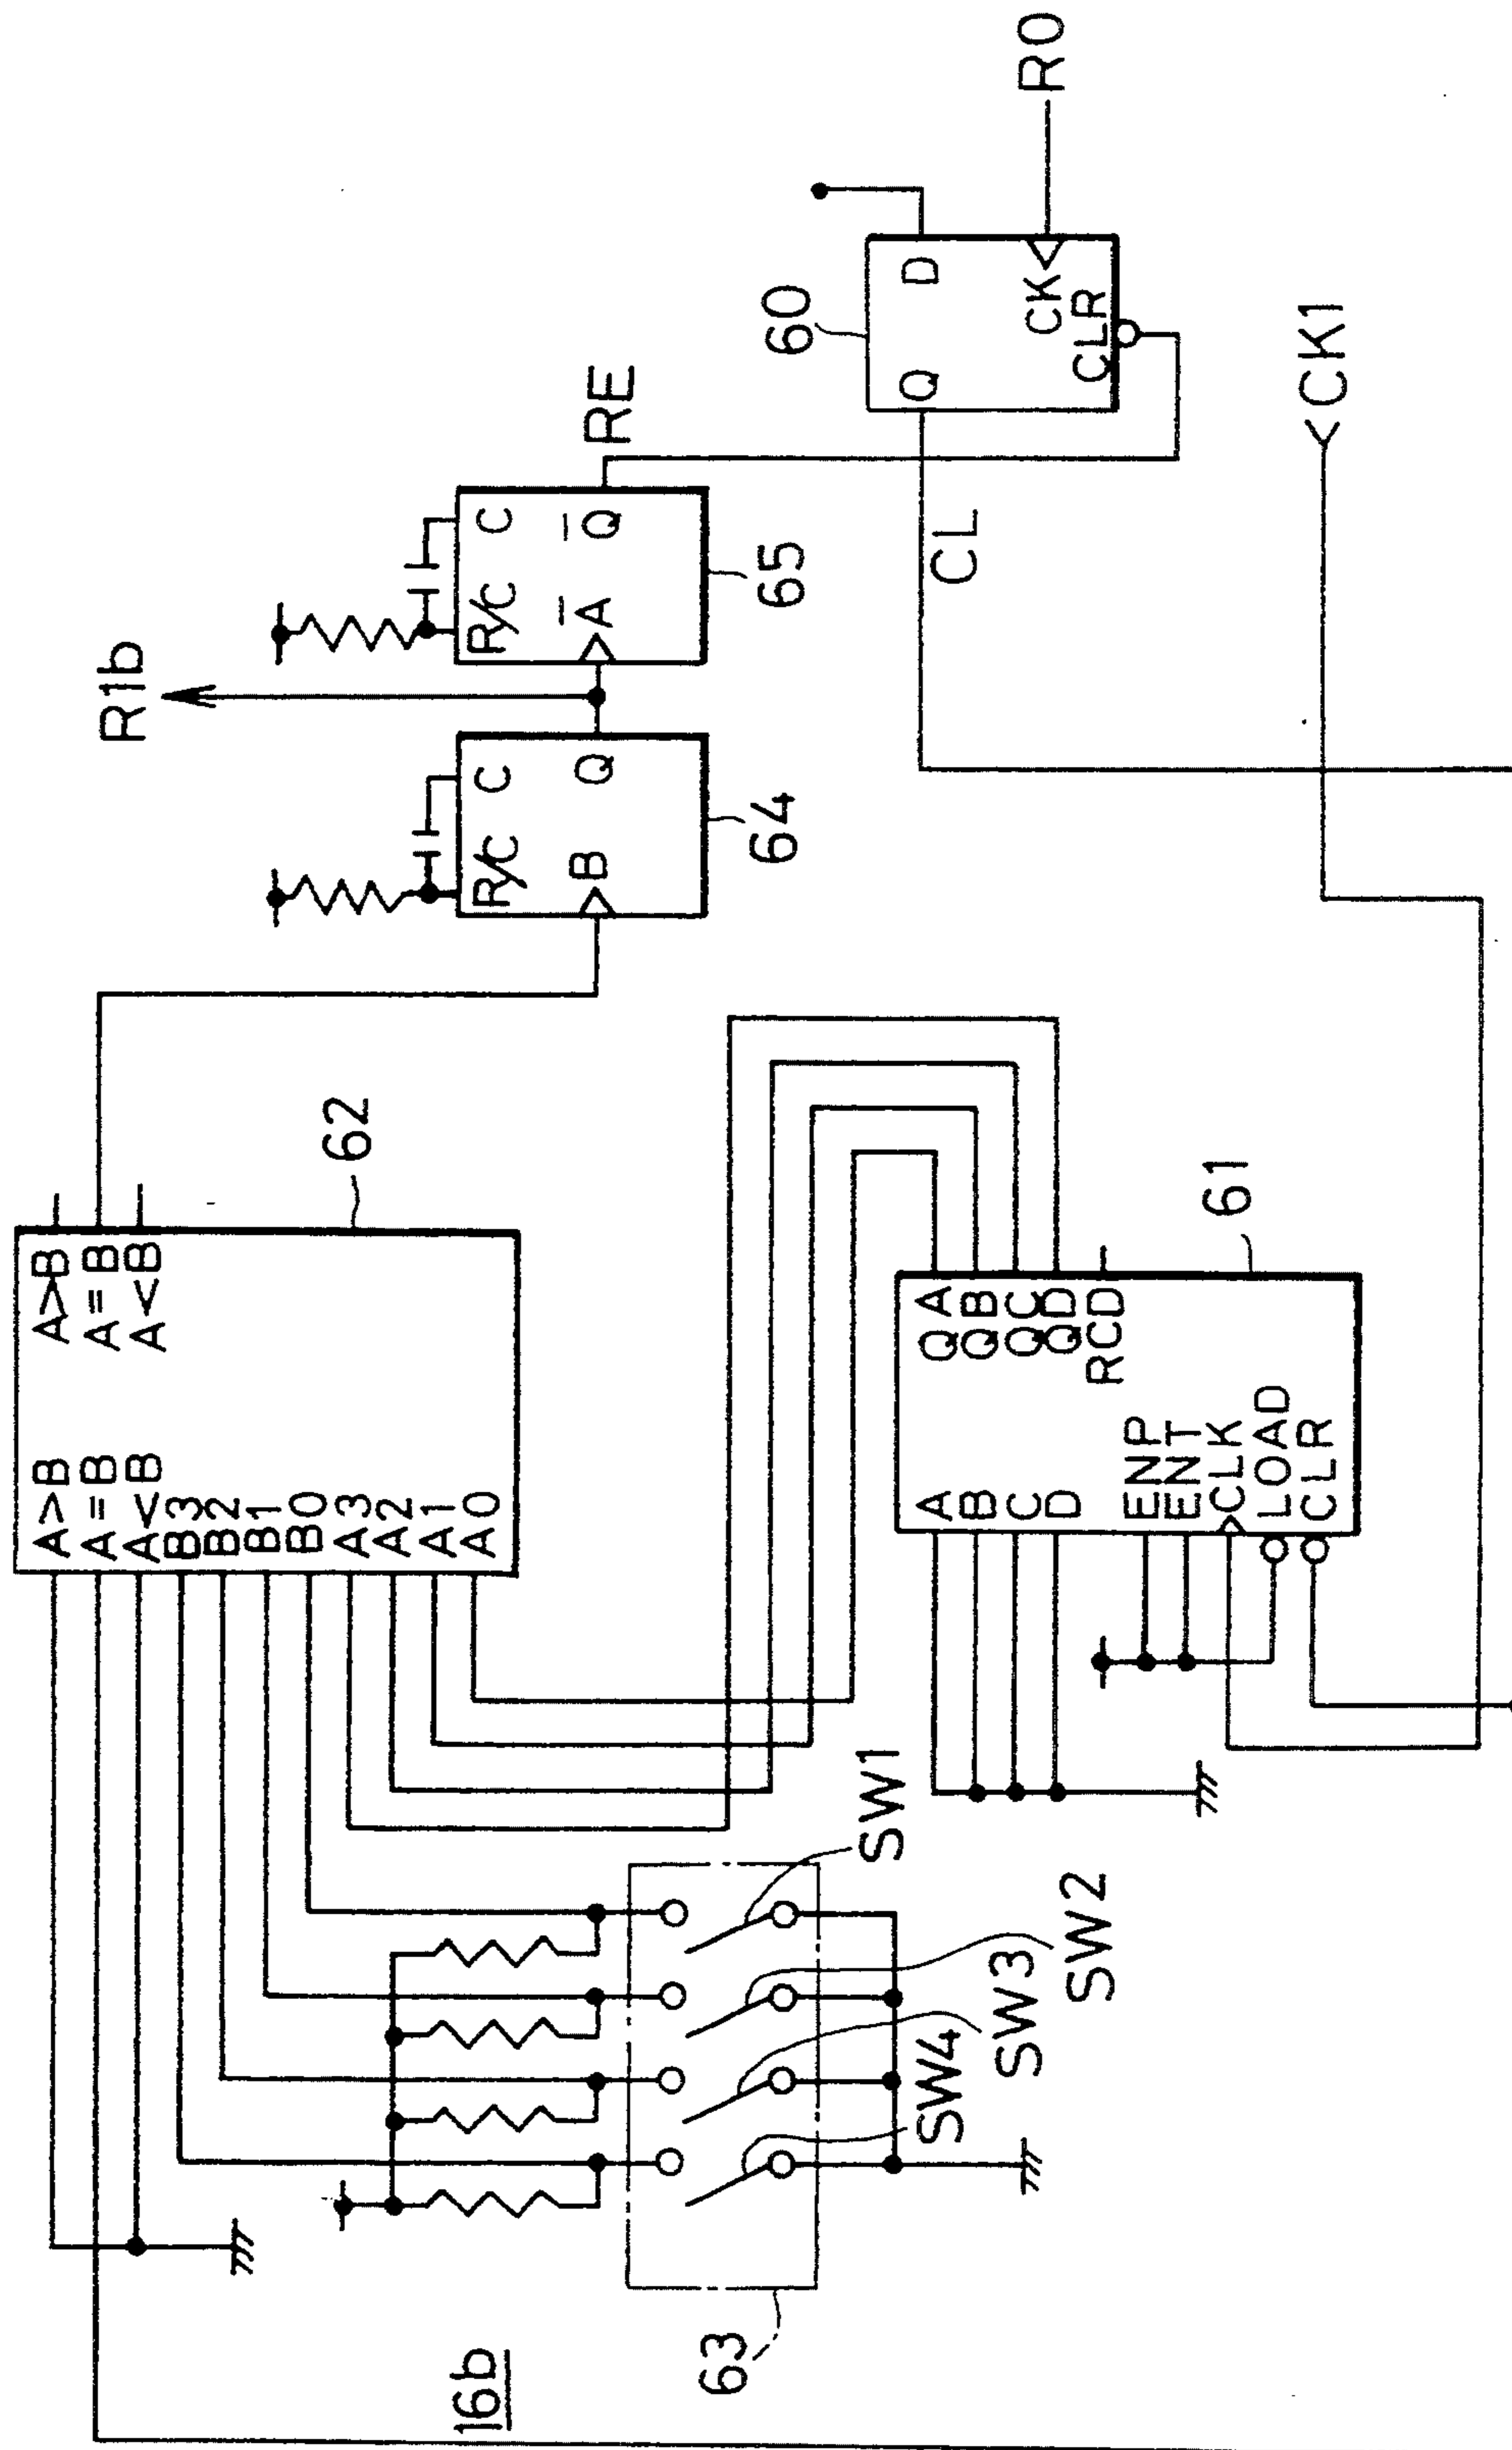 16b
A>B
A=B
A<B
B3
B2
B1
B0
A3
A2
A1
A0
A>B
A=B
A<B
62
R1b
R/C
C
B
Q
64
R/C
C
A̅
Q̅
65
RE
60
Q
D
CK
CLR
R0
CL
CK1
63
SW4
SW3
SW2
SW1
A
B
C
D
ENP
ENT
CLK
LOAD
CLR
QA
QB
QC
QD
RCD
61